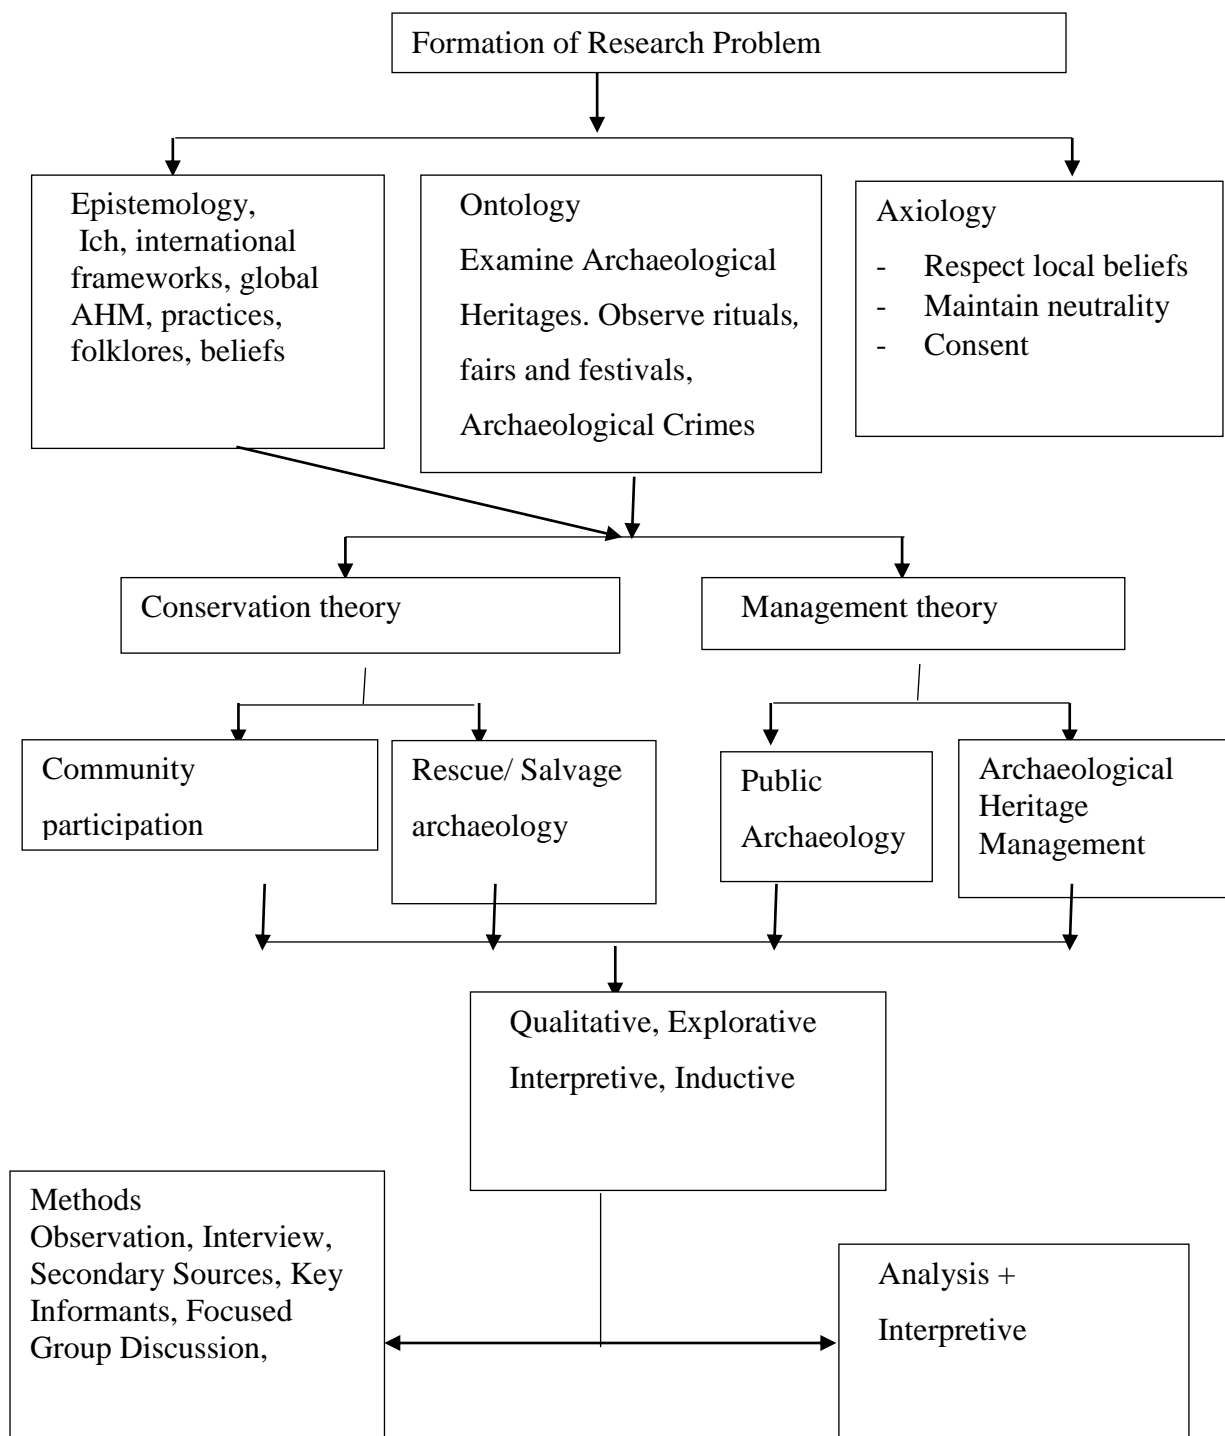 Formation of Research Problem
Epistemology,
Ich, international
frameworks, global
AHM, practices,
folklores, beliefs
Ontology
Examine Archaeological
Heritages. Observe rituals,
fairs and festivals,
Archaeological Crimes
Axiology
- Respect local beliefs
- Maintain neutrality
- Consent
Conservation theory
Management theory
Community
participation
Rescue/ Salvage
archaeology
Public
Archaeology
Archaeological
Heritage
Management
Qualitative, Explorative
Interpretive, Inductive
Methods
Observation, Interview,
Secondary Sources, Key
Informants, Focused
Group Discussion,
Analysis +
Interpretive